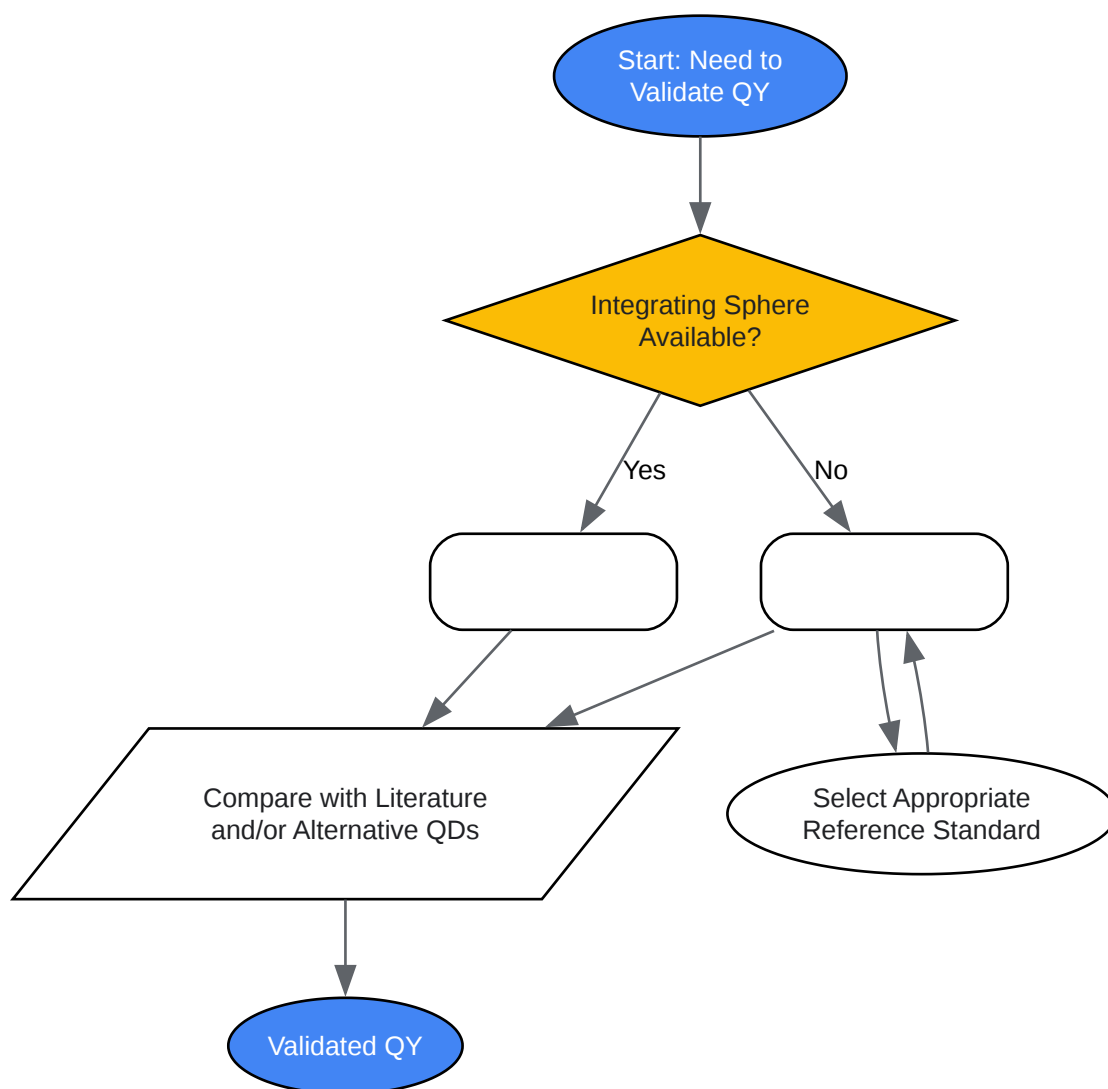 Start: Need to
Validate QY
Integrating Sphere
Available?
Yes
No
Compare with Literature
and/or Alternative QDs
Select Appropriate
Reference Standard
Validated QY